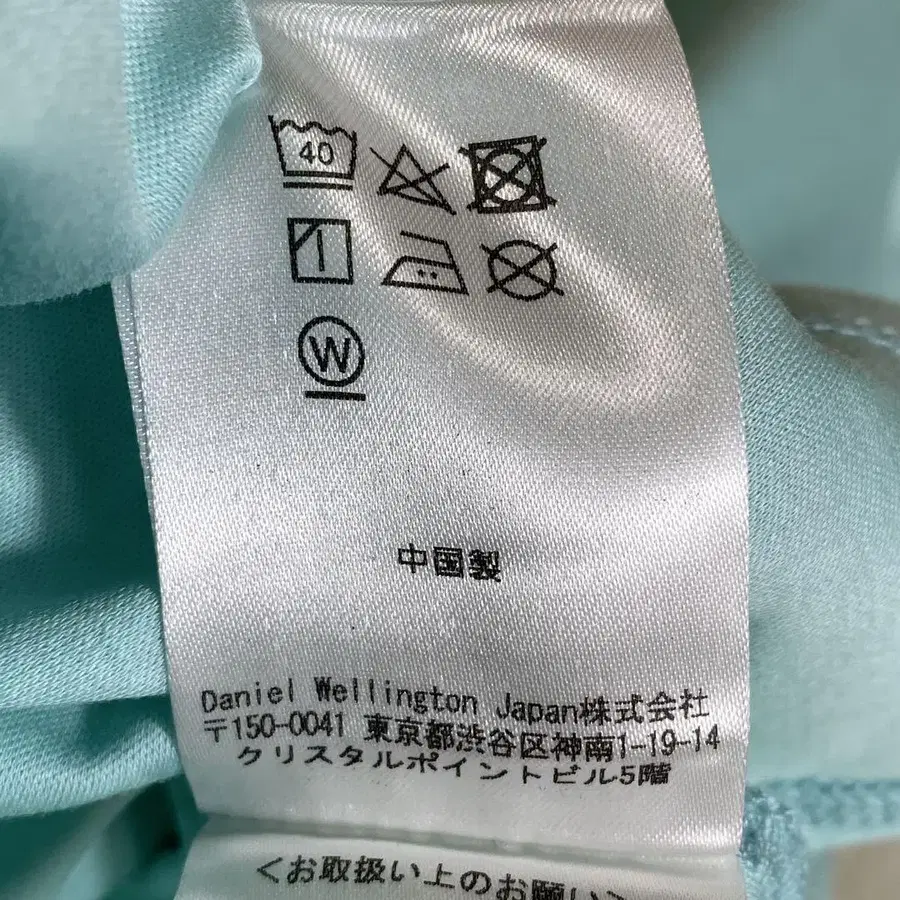 40
W
中国製
Daniel Wellington Japan株式会社
〒150-0041 東京都渋谷区神南1-19-14
クリスタルポイントビル5階
<お取扱い上のお願い>